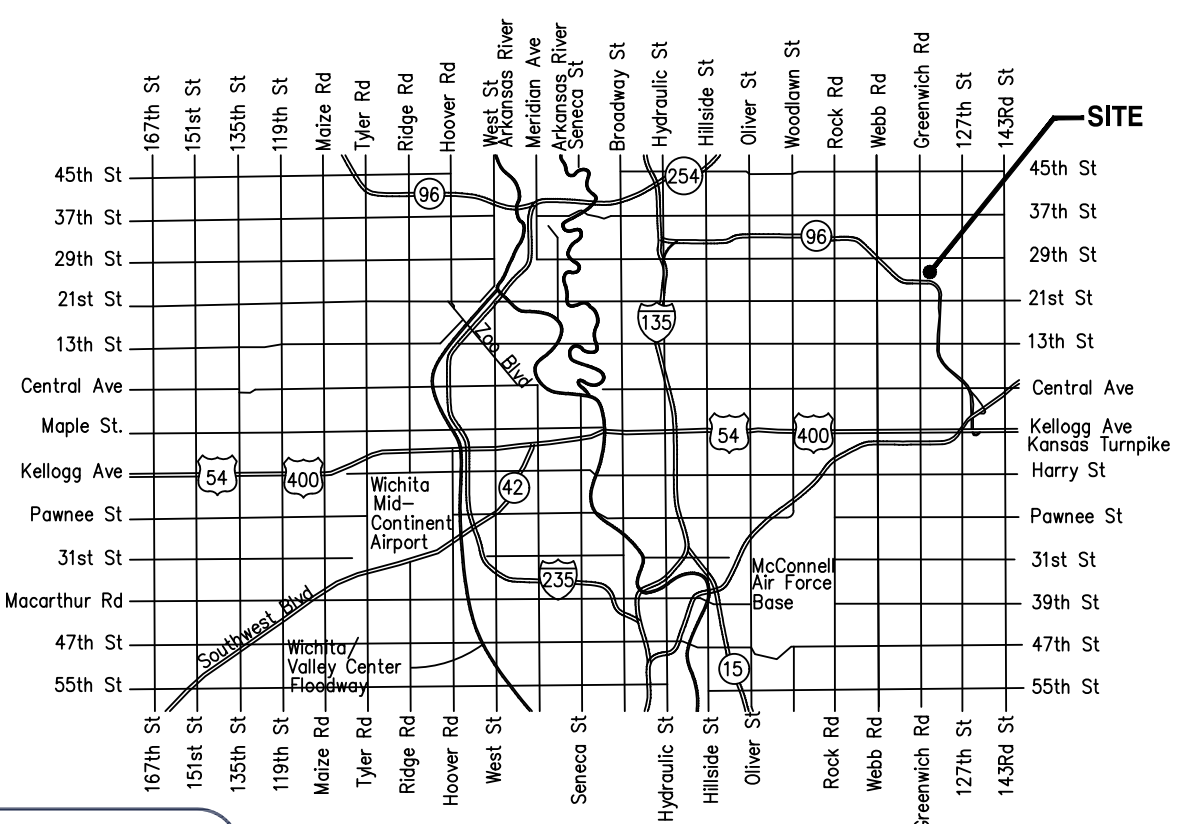 167th St
151st St
135th St
119th St
Maize Rd
Tyler Rd
Ridge Rd
Hoover Rd
West St
Arkansas River
Meridian Ave
Arkansas River
Seneca St
Broadway St
Hydraulic St
Hillside St
Oliver St
Woodlawn St
Rock Rd
Webb Rd
Greenwich Rd
127th St
143Rd St
SITE
45th St
37th St
29th St
21st St
13th St
Central Ave
Maple St.
Kellogg Ave
Pawnee St
31st St
Macarthur Rd
47th St
55th St
96
254
96
135
Zoo Blvd
54
400
54
400
42
Wichita
Mid-
Continent
Airport
235
McConnell
Air Force
Base
Southwest Blvd
Wichita/
Valley Center
Floodway
15
45th St
37th St
29th St
21st St
13th St
Central Ave
Kellogg Ave
Kansas Turnpike
Harry St
Pawnee St
31st St
39th St
47th St
55th St
167th St
151st St
135th St
119th St
Maize Rd
Tyler Rd
Ridge Rd
Hoover Rd
West St
Seneca St
Hydraulic St
Hillside St
Oliver St
Rock Rd
Webb Rd
Greenwich Rd
127th St
143Rd St